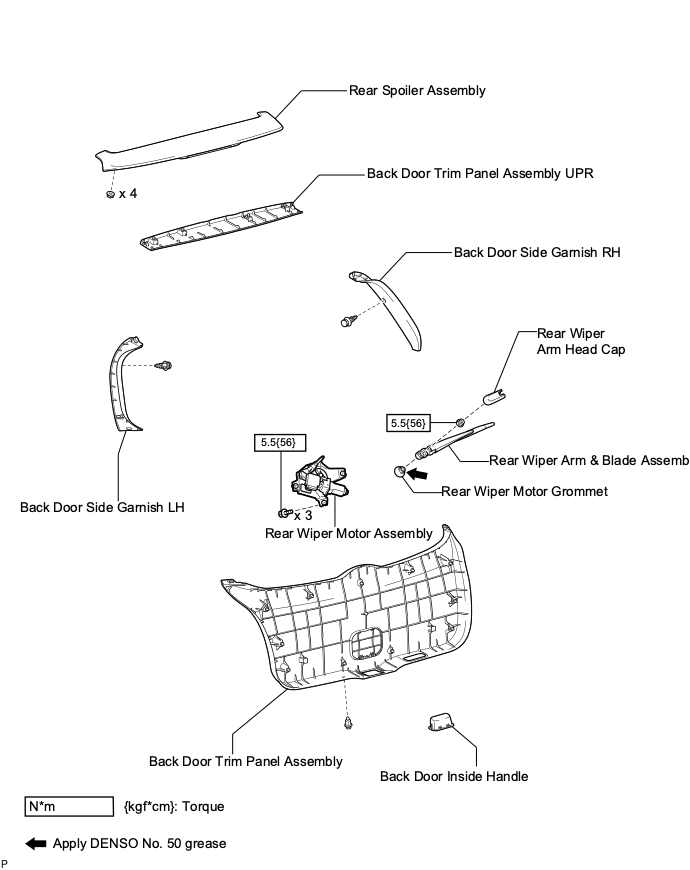 Rear Spoiler Assembly
x 4
Back Door Trim Panel Assembly UPR
Back Door Side Garnish RH
Rear Wiper
Arm Head Cap
5.5{56}
5.5{56}
Rear Wiper Arm & Blade Assemb
Rear Wiper Motor Grommet
Back Door Side Garnish LH
x 3
Rear Wiper Motor Assembly
Back Door Trim Panel Assembly
Back Door Inside Handle
N*m {kgf*cm}: Torque
Apply DENSO No. 50 grease
P